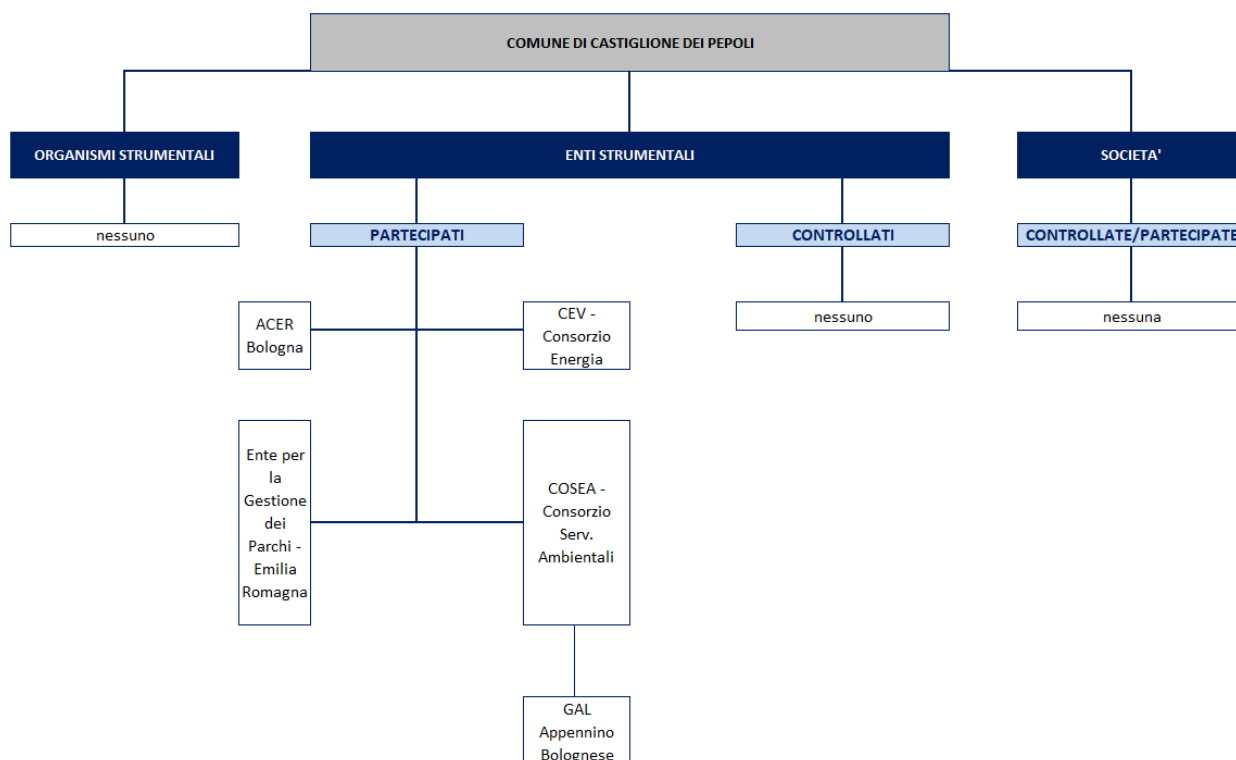 COMUNE DI CASTIGLIONE DEI PEPOLI
ORGANISMI STRUMENTALI
ENTI STRUMENTALI
SOCIETA'
nessuno
PARTECIPATI
CONTROLLATI
CONTROLLATE/PARTECIPATE
ACER
Bologna
CEV -
Consorzio
Energia
nessuno
nessuna
Ente per
la
Gestione
dei
Parchi -
Emilia
Romagna
COSEA -
Consorzio
Serv.
Ambientali
GAL
Appennino
Bolognese